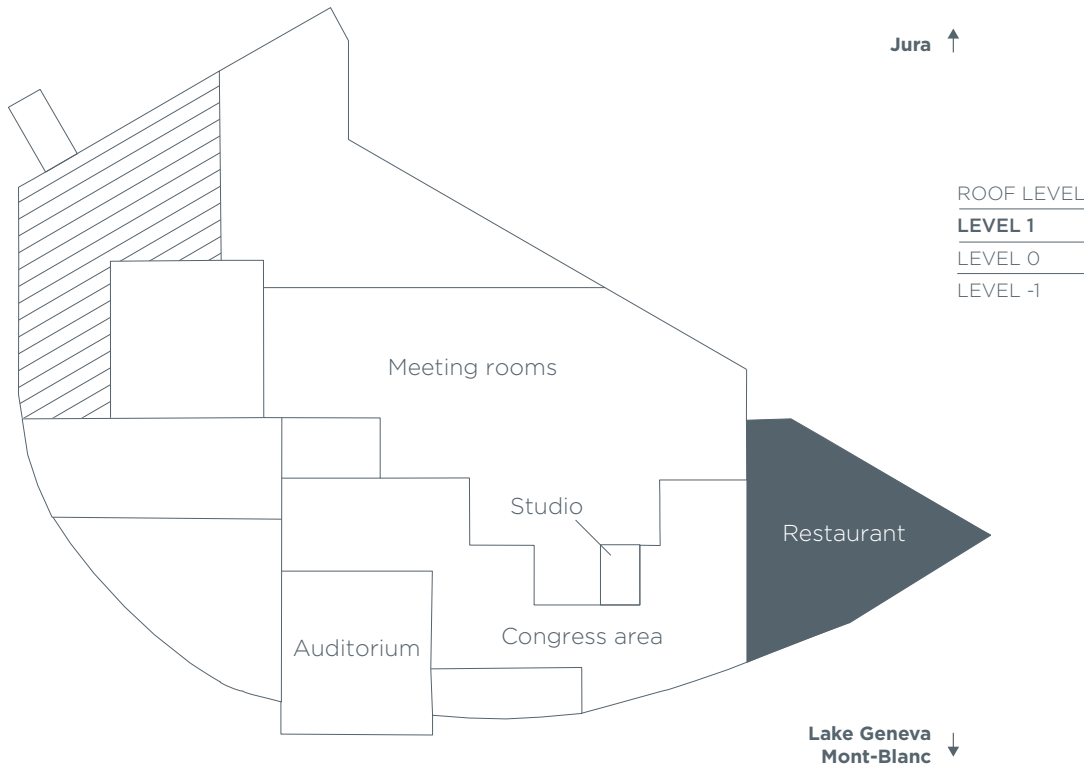 Jura
ROOF LEVEL
LEVEL 1
LEVEL 0
LEVEL -1
Meeting rooms
Studio
Restaurant
Congress area
Auditorium
Lake Geneva
Mont-Blanc